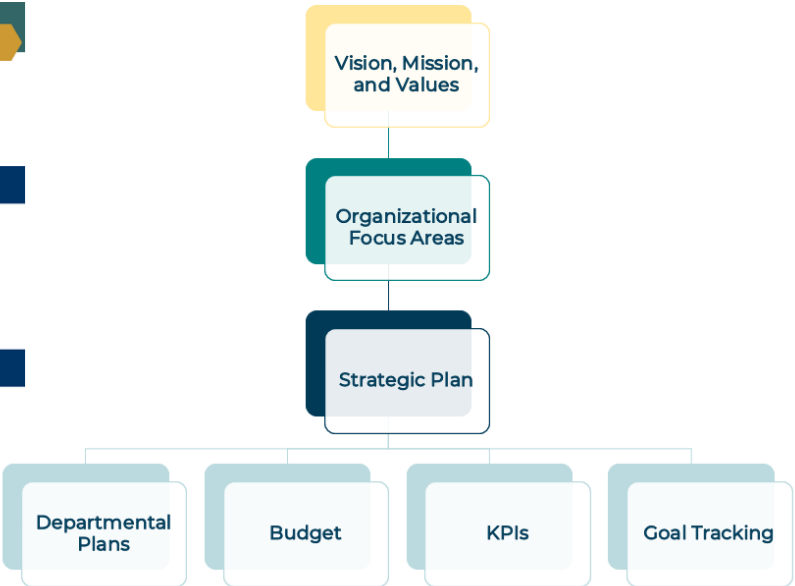 Vision, Mission,
and Values
Organizational
Focus Areas
Strategic Plan
Departmental
Plans
Budget
KPIs
Goal Tracking